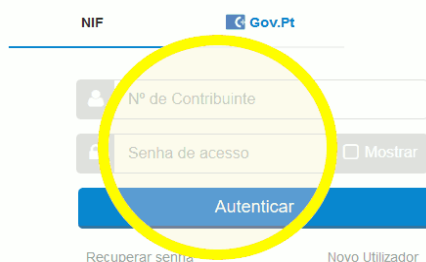 NIF Gov.Pt
Nº de Contribuinte
Senha de acesso Mostrar
Autenticar
Recuperar senha Novo Utilizador